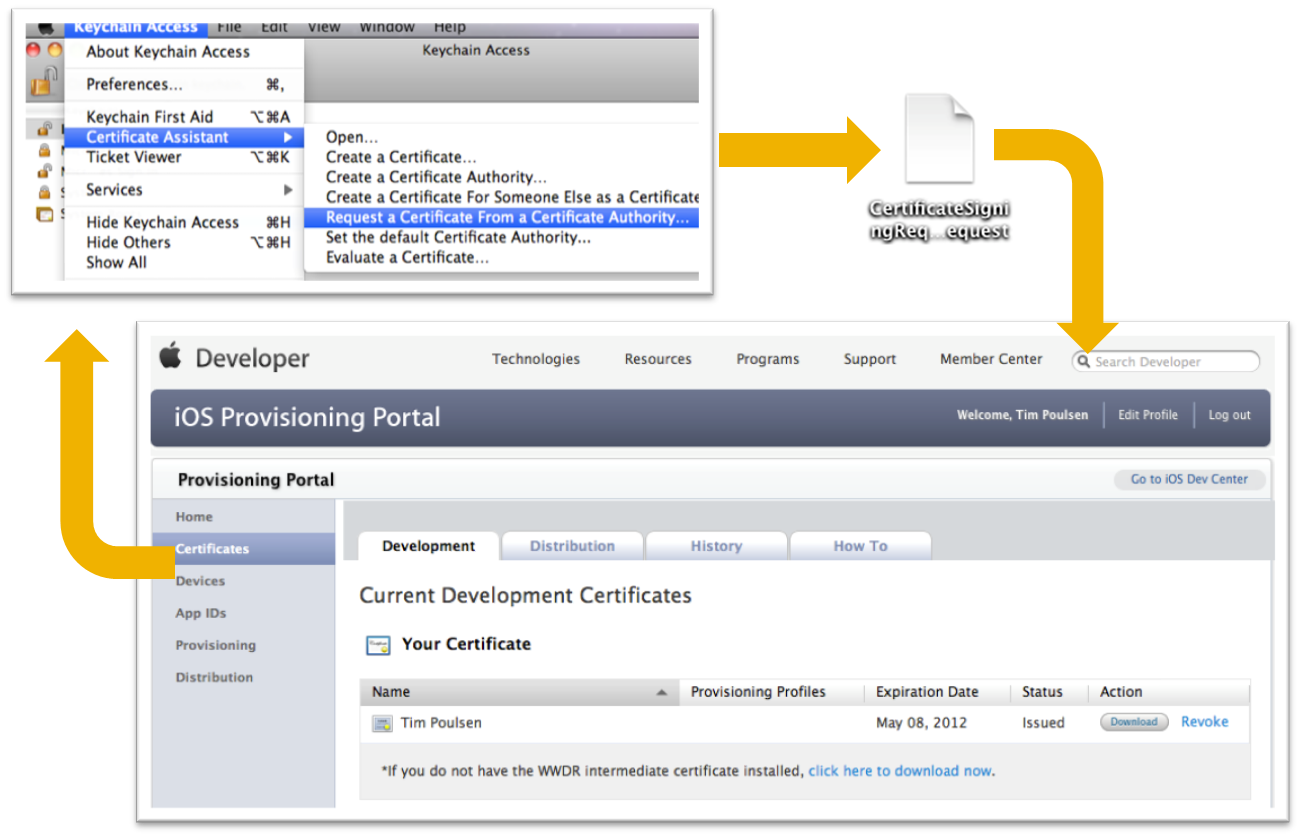 Keychain Access File Edit View Window Help
Keychain Access
About Keychain Access
Preferences... ⌘,
Keychain First Aid ⌥⌘A
Certificate Assistant ▶
Ticket Viewer ⌥⌘K
Services ▶
Hide Keychain Access ⌘H
Hide Others ⌥⌘H
Show All
Open...
Create a Certificate...
Create a Certificate Authority...
Create a Certificate For Someone Else as a Certificate
Request a Certificate From a Certificate Authority...
Set the default Certificate Authority...
Evaluate a Certificate...
CertificateSigni
ngReq...equest
Developer Technologies Resources Programs Support Member Center Search Developer
iOS Provisioning Portal Welcome, Tim Poulsen Edit Profile Log out
Provisioning Portal Go to iOS Dev Center
Home
Certificates
Devices
App IDs
Provisioning
Distribution
Development Distribution History How To
Current Development Certificates
Your Certificate
Name Provisioning Profiles Expiration Date Status Action
Tim Poulsen May 08, 2012 Issued Download Revoke
*If you do not have the WWDR intermediate certificate installed, click here to download now.